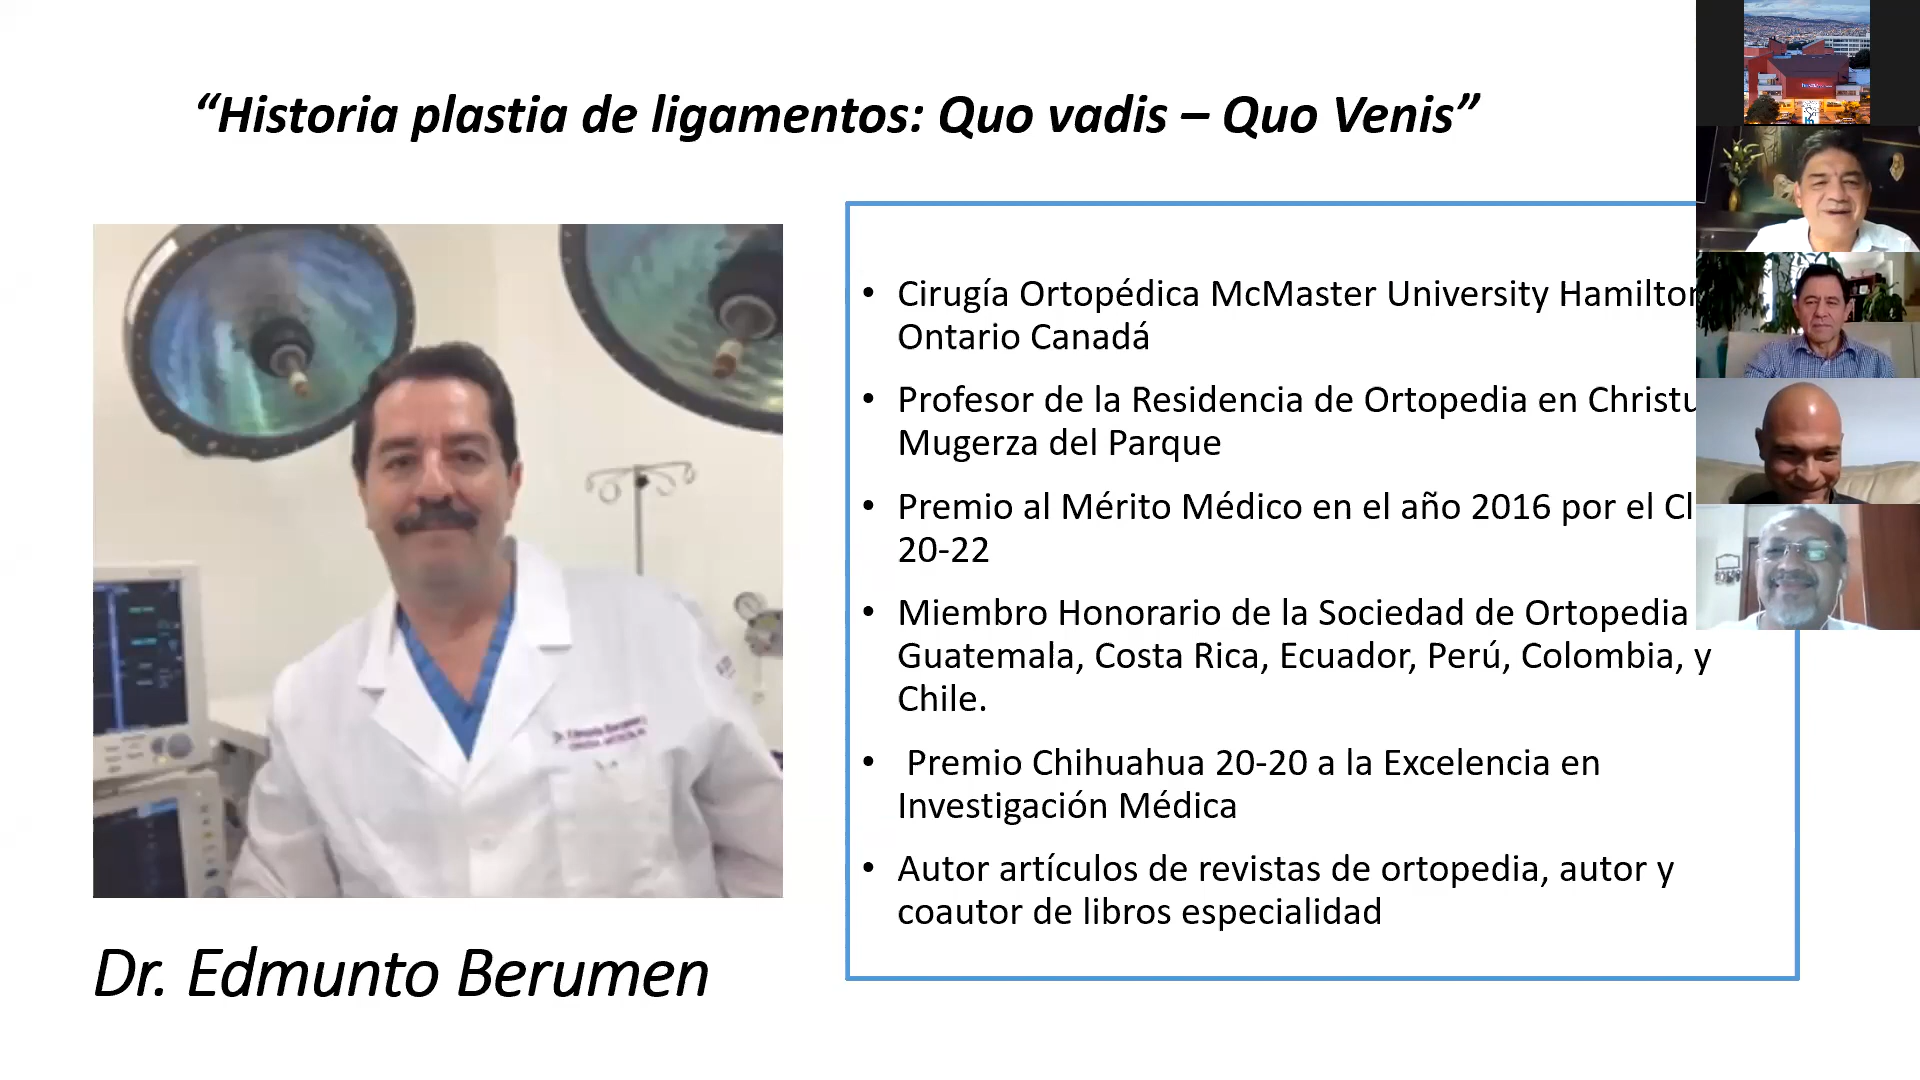 “Historia plastia de ligamentos: Quo vadis – Quo Venis”
• Cirugía Ortopédica McMaster University Hamilton
Ontario Canadá
• Profesor de la Residencia de Ortopedia en
Mugerza del Parque
• Premio al Mérito Médico en el año 2016 por el
20-22
• Miembro Honorario de la Sociedad de Ortopedia
Guatemala, Costa Rica, Ecuador, Perú, Colombia, y
Chile.
• Premio Chihuahua 20-20 a la Excelencia en
Investigación Médica
• Autor artículos de revistas de ortopedia, autor y
coautor de libros especialidad
Dr. Edmunto Berumen